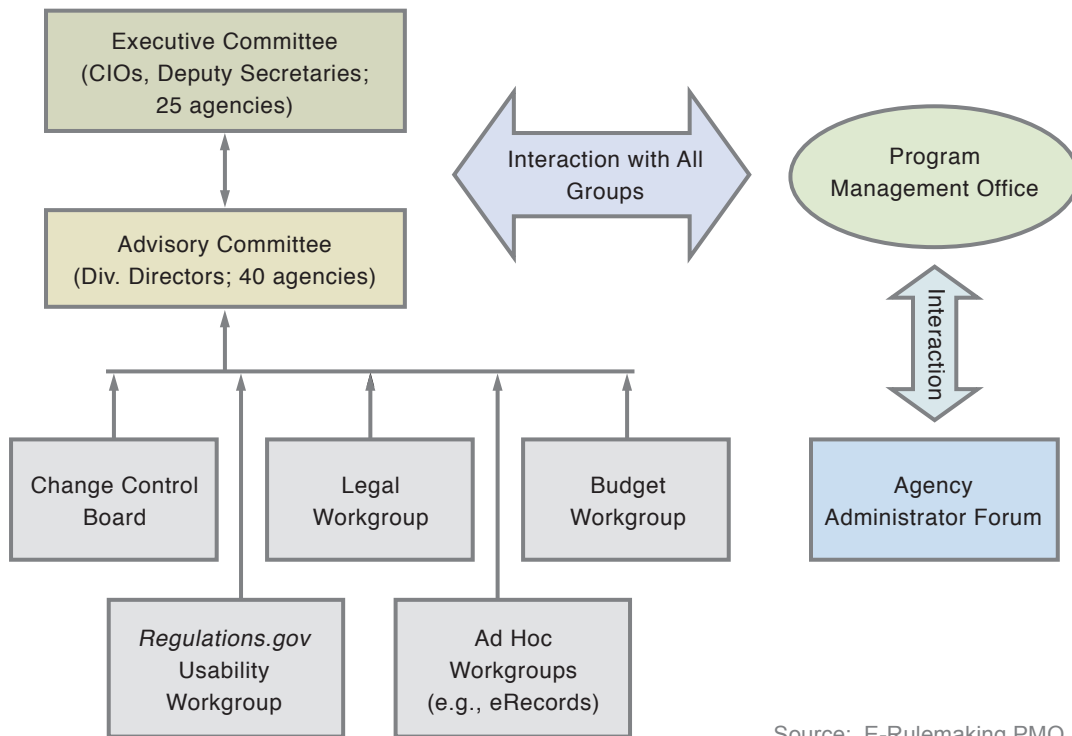 Executive Committee
(CIOs, Deputy Secretaries;
25 agencies)
Interaction with All
Groups
Program
Management Office
Advisory Committee
(Div. Directors; 40 agencies)
Interaction
Change Control
Board
Legal
Workgroup
Budget
Workgroup
Agency
Administrator Forum
Regulations.gov
Usability
Workgroup
Ad Hoc
Workgroups
(e.g., eRecords)
Source: E-Rulemaking PMO